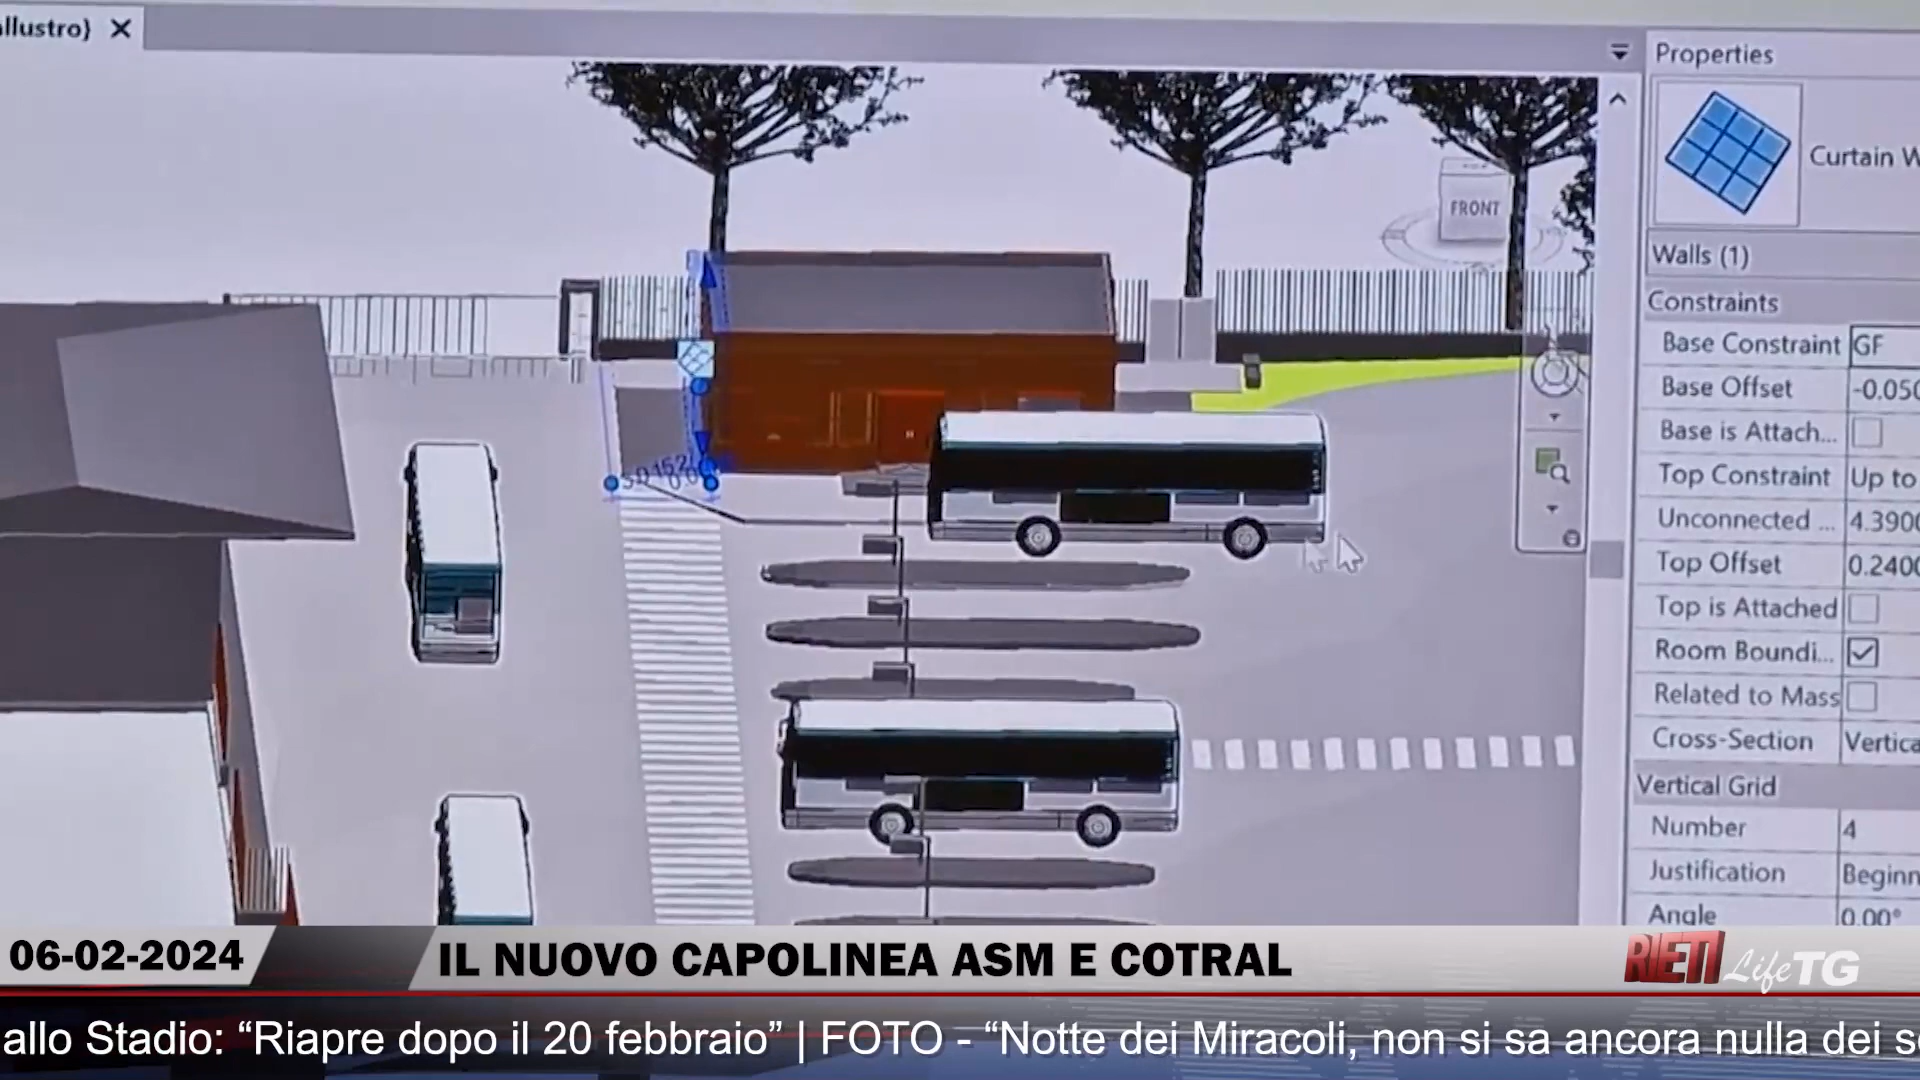 allustro)
Properties
Curtain W
FRONT
Walls (1)
Constraints
Base Constraint GF
Base Offset -0.050
Base is Attach...
Top Constraint Up to
Unconnected ... 4.3900
Top Offset 0.2400
Top is Attached
Room Boundi...
Related to Mass
Cross-Section Vertica
Vertical Grid
Number 4
Justification Beginn
Angle 0.00°
06-02-2024
IL NUOVO CAPOLINEA ASM E COTRAL
RIETI Life TG
allo Stadio: “Riapre dopo il 20 febbraio” | FOTO - “Notte dei Miracoli, non si sa ancora nulla dei s